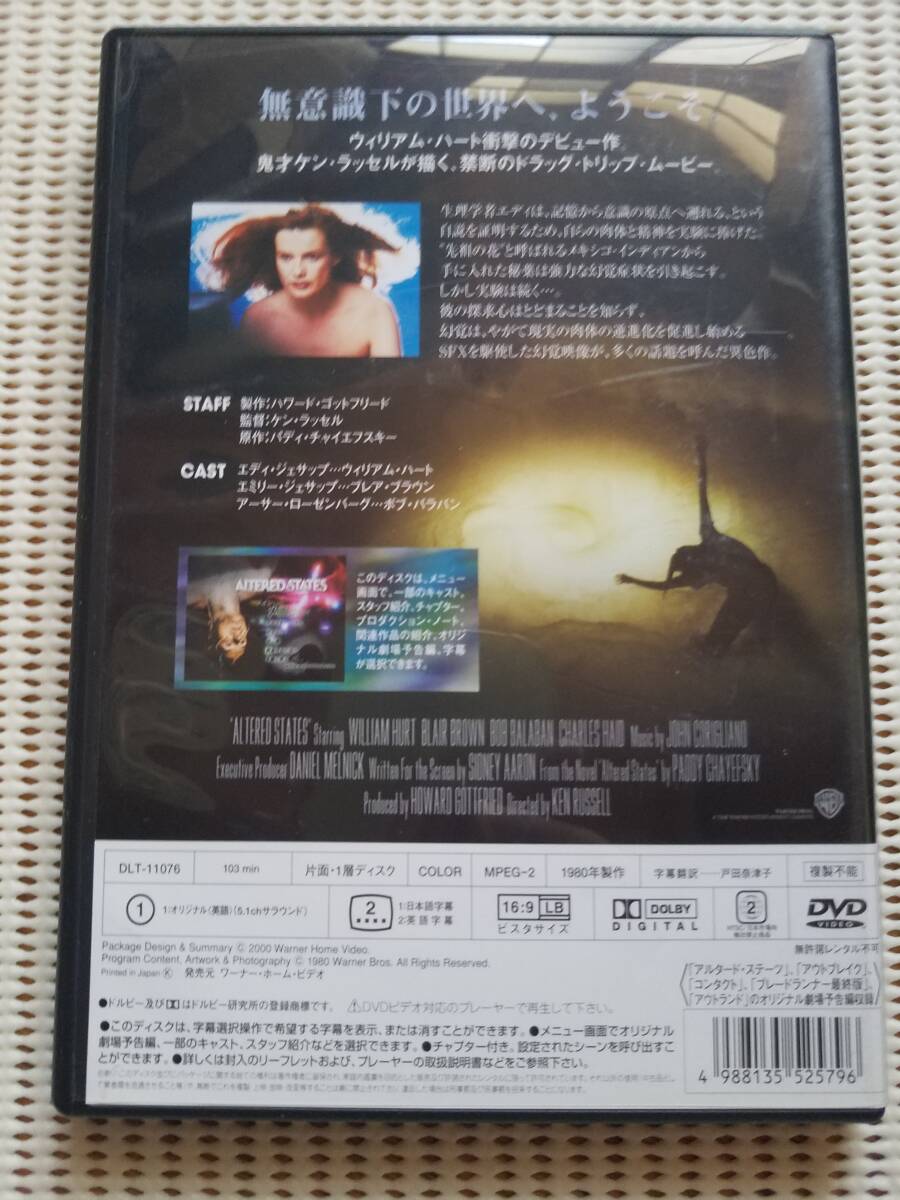 無意識下の世界へ、ようこそ
ウィリアム・ハート衝撃のデビュー作。
鬼才ケン・ラッセルが描く、禁断のドラッグ・トリップ・ムービー。
生理学者エディは、記憶から意識の原点へ遡れる、という
自説を証明するため、自らの肉体と精神を実験に捧げた。
“先祖の花”と呼ばれるメキシコ・インディアンから
手に入れた秘薬は強力な幻覚症状を引き起こす。
しかし実験は続く…。
彼の探求心はとどまることを知らず、
幻覚は、やがて現実の肉体の逆進化を促進し始める
SFXを駆使した幻覚映像が、多くの話題を呼んだ異色作。
STAFF 製作：ハワード・ゴットフリード
監督：ケン・ラッセル
原作：パディ・チャイエフスキー
CAST エディ・ジェサップ…ウィリアム・ハート
エミリー・ジェサップ…ブレア・ブラウン
アーサー・ローゼンバーグ…ボブ・バラバン
ALTERED STATES
このディスクは、メニュー
画面で、一部のキャスト、
スタッフ紹介、チャプター、
プロダクション・ノート、
関連作品の紹介、オリジ
ナル劇場予告編、字幕
が選択できます。
"ALTERED STATES" Starring WILLIAM HURT BLAIR BROWN BOB BALABAN CHARLES HAID Music by JOHN CORIGLIANO
Executive Producer DANIEL MELNICK Written For the Screen by SIDNEY AARON From the Novel "Altered States" by PADDY CHAYEFSKY
Produced by HOWARD GOTTFRIED Directed by KEN RUSSELL
DLT-11076 103 min 片面・1層ディスク COLOR MPEG-2 1980年製作 字幕翻訳—戸田奈津子 複製不能
1 1:オリジナル(英語)(5.1chサラウンド) 2 1:日本語字幕 2:英語字幕 16:9 LB ビスタサイズ DOLBY DIGITAL 2 DVD VIDEO
Package Design & Summary © 2000 Warner Home Video.
Program Content, Artwork & Photography © 1980 Warner Bros. All Rights Reserved.
Printed in Japan Ⓚ 発売元 ワーナー・ホーム・ビデオ
無許諾レンタル不可
「アルタード・ステーツ」、「アウトブレイク」、
「コンタクト」、「ブレードランナー最終版」、
「アウトランド」のオリジナル劇場予告編収録
●ドルビー及びはドルビー研究所の登録商標です。 ⚠DVDビデオ対応のプレーヤーで再生して下さい。
●このディスクは、字幕選択操作で希望する字幕を表示、または消すことができます。●メニュー画面でオリジナル
劇場予告編、一部のキャスト、スタッフ紹介などを選択できます。●チャプター付き。設定されたシーンを呼び出すこ
とができます。●詳しくは封入のリーフレットおよび、プレーヤーの取扱説明書などをご参照下さい。
4 988135 525796